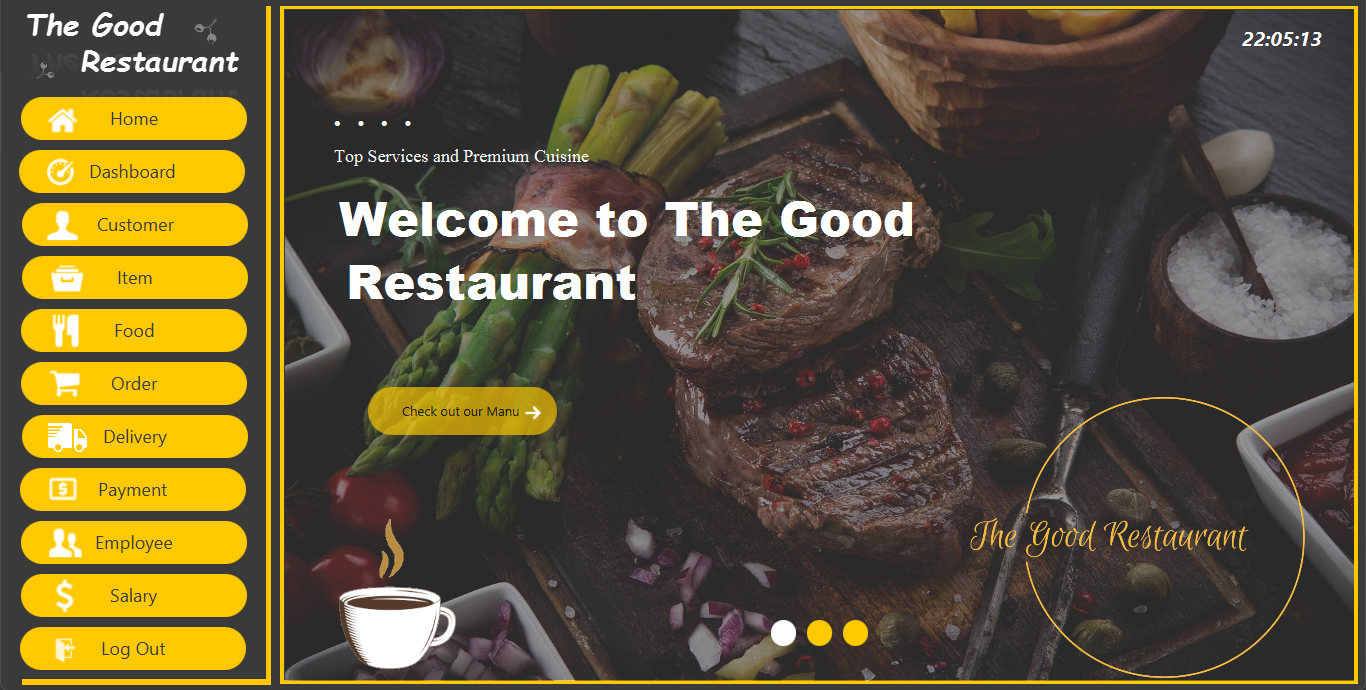 The Good
Restaurant
Home
Dashboard
Customer
Item
Food
Order
Delivery
Payment
Employee
Salary
Log Out
22:05:13
Top Services and Premium Cuisine
Welcome to The Good
Restaurant
Check out our Manu
The Good Restaurant